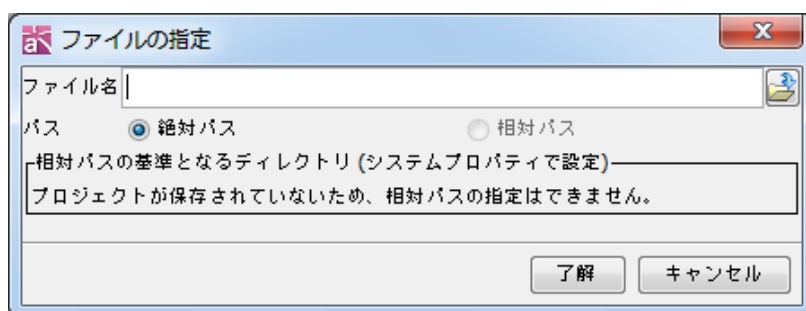 ファイルの指定
ファイル名
パス 絶対パス 相対パス
相対パスの基準となるディレクトリ (システムプロパティで設定)
プロジェクトが保存されていないため、相対パスの指定はできません。
了解 キャンセル